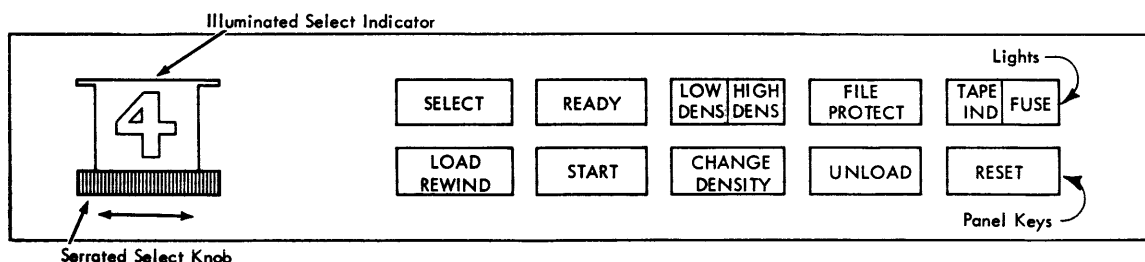 Illuminated Select Indicator
Lights
4
SELECT
READY
LOW
DENS
HIGH
DENS
FILE
PROTECT
TAPE
IND
FUSE
LOAD
REWIND
START
CHANGE
DENSITY
UNLOAD
RESET
Panel Keys
Serrated Select Knob